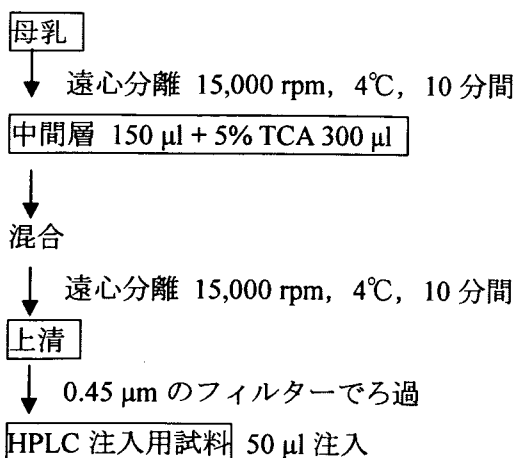 母乳
遠心分離 15,000 rpm, 4℃, 10 分間
中間層 150 μl + 5% TCA 300 μl
混合
遠心分離 15,000 rpm, 4℃, 10 分間
上清
0.45 μm のフィルターでろ過
HPLC 注入用試料 50 μl 注入